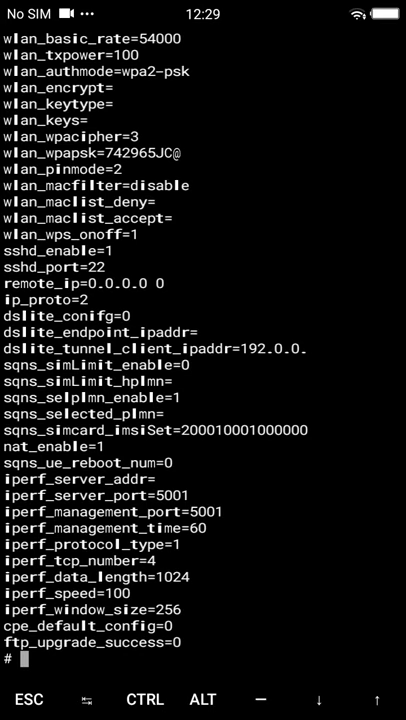 No SIM ••• 12:29
wlan_basic_rate=54000
wlan_txpower=100
wlan_authmode=wpa2-psk
wlan_encrypt=
wlan_keytype=
wlan_keys=
wlan_wpacipher=3
wlan_wpapsk=742965JC@
wlan_pinmode=2
wlan_macfilter=disable
wlan_maclist_deny=
wlan_maclist_accept=
wlan_wps_onoff=1
sshd_enable=1
sshd_port=22
remote_ip=0.0.0.0 0
ip_proto=2
dslite_conifg=0
dslite_endpoint_ipaddr=
dslite_tunnel_client_ipaddr=192.0.0.
sqns_simLimit_enable=0
sqns_simLimit_hplmn=
sqns_selplmn_enable=1
sqns_selected_plmn=
sqns_simcard_imsiSet=200010001000000
nat_enable=1
sqns_ue_reboot_num=0
iperf_server_addr=
iperf_server_port=5001
iperf_management_port=5001
iperf_management_time=60
iperf_protocol_type=1
iperf_tcp_number=4
iperf_data_length=1024
iperf_speed=100
iperf_window_size=256
cpe_default_config=0
ftp_upgrade_success=0
#
ESC ↹ CTRL ALT — ↓ ↑